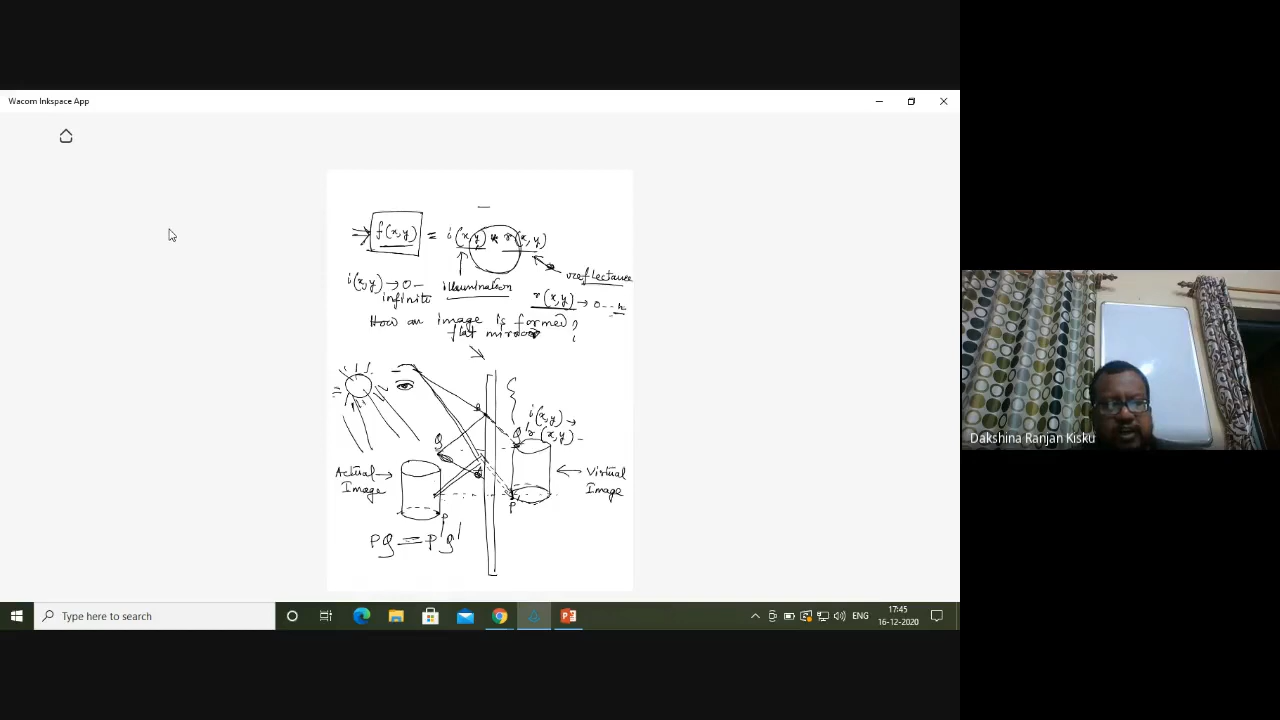 Wacom Inkspace App
f(x,y) = i(x,y) * r(x,y)
reflectance
i(x,y) → 0 – infinite
illumination
r(x,y) → 0--
How an image is formed?
flat mirror
i(x,y) →
r(x,y) –
Q
Q'
Actual Image →
← Virtual Image
P
P
PQ = P'Q'
Dakshina Ranjan Kisku
Type here to search
ENG
17:45
16-12-2020